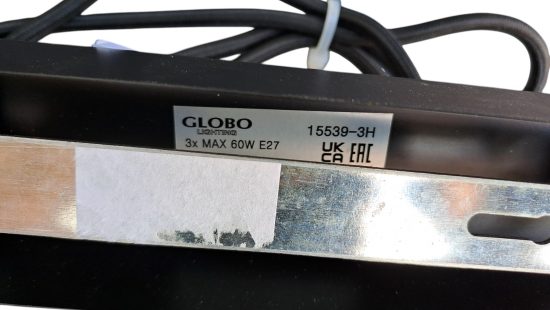 GLOBO 15539-3H
LIGHTING
3x MAX 60W E27
UK
CA EAC